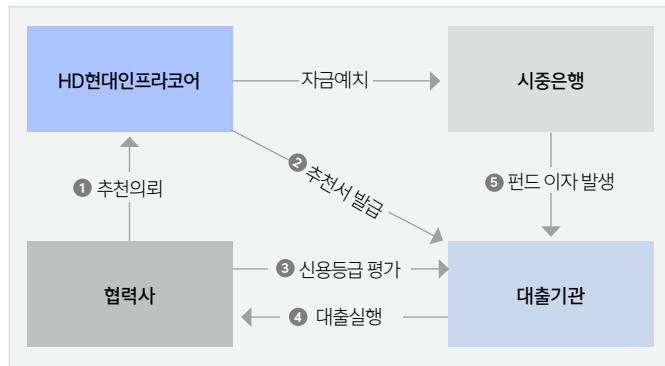 HD현대인프라코어
자금예치
시중은행
❶ 추천의뢰
❷ 추천서 발급
❺ 펀드 이자 발생
협력사
❸ 신용등급 평가
❹ 대출실행
대출기관